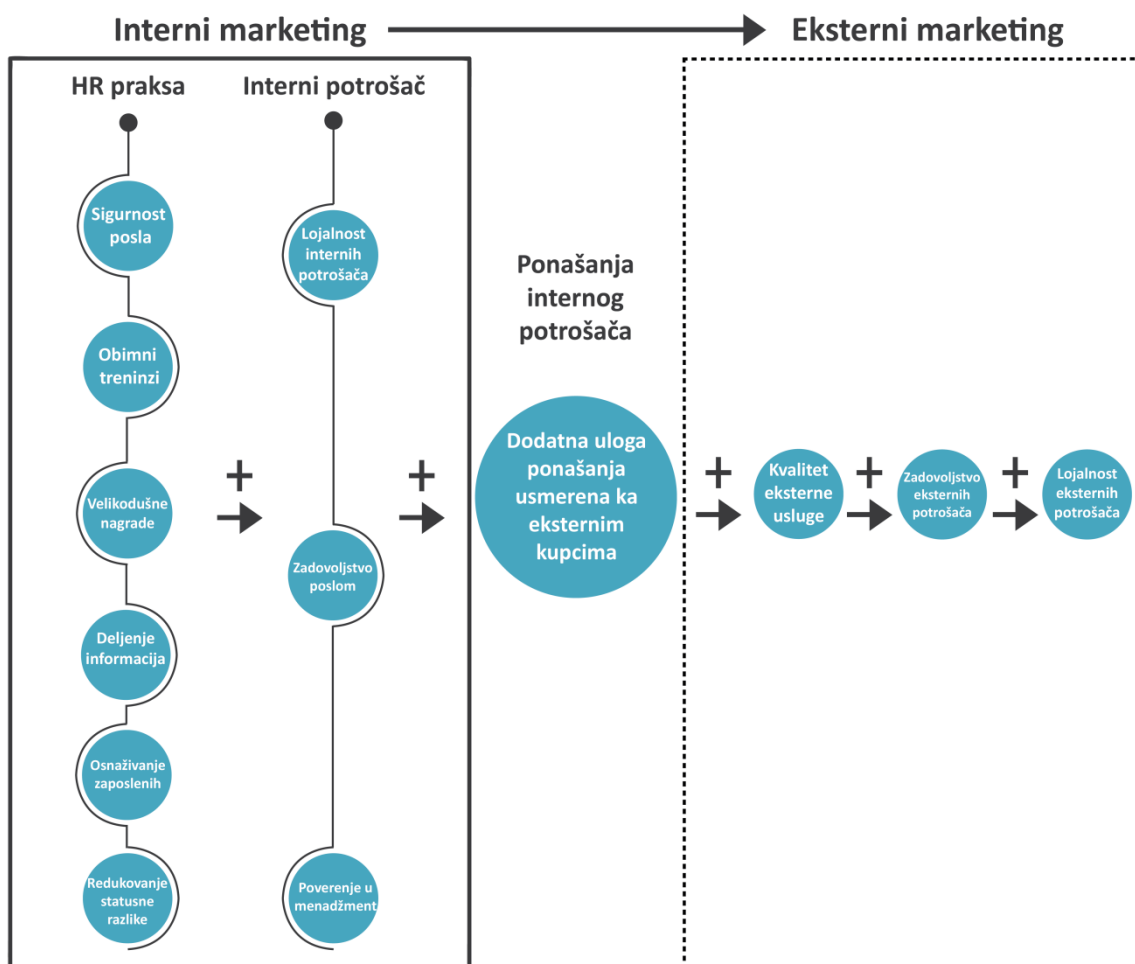 Interni marketing
Eksterni marketing
HR praksa
Interni potrošač
Sigurnost
posla
Obimni
treninzi
Velikodušne
nagrade
Deljenje
informacija
Osnaživanje
zaposlenih
Redukovanje
statusne
razlike
+
Lojalnost
internih
potrošača
Zadovoljstvo
poslom
Poverenje u
menadžment
+
Ponašanja
internog
potrošača
Dodatna uloga
ponašanja
usmerena ka
eksternim
kupcima
+
Kvalitet
eksterne
usluge
+
Zadovoljstvo
eksternih
potrošača
+
Lojalnost
eksternih
potrošača